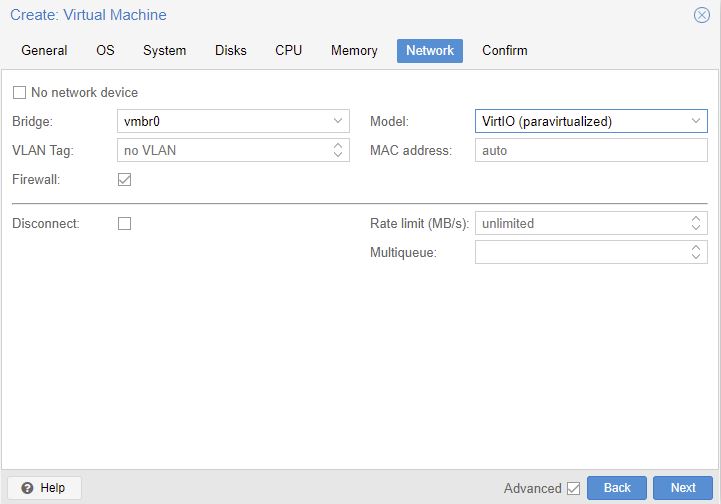 Create: Virtual Machine
General OS System Disks CPU Memory Network Confirm
No network device
Bridge: vmbr0 Model: VirtIO (paravirtualized)
VLAN Tag: no VLAN MAC address: auto
Firewall:
Disconnect: Rate limit (MB/s): unlimited
Multiqueue:
Help Advanced Back Next